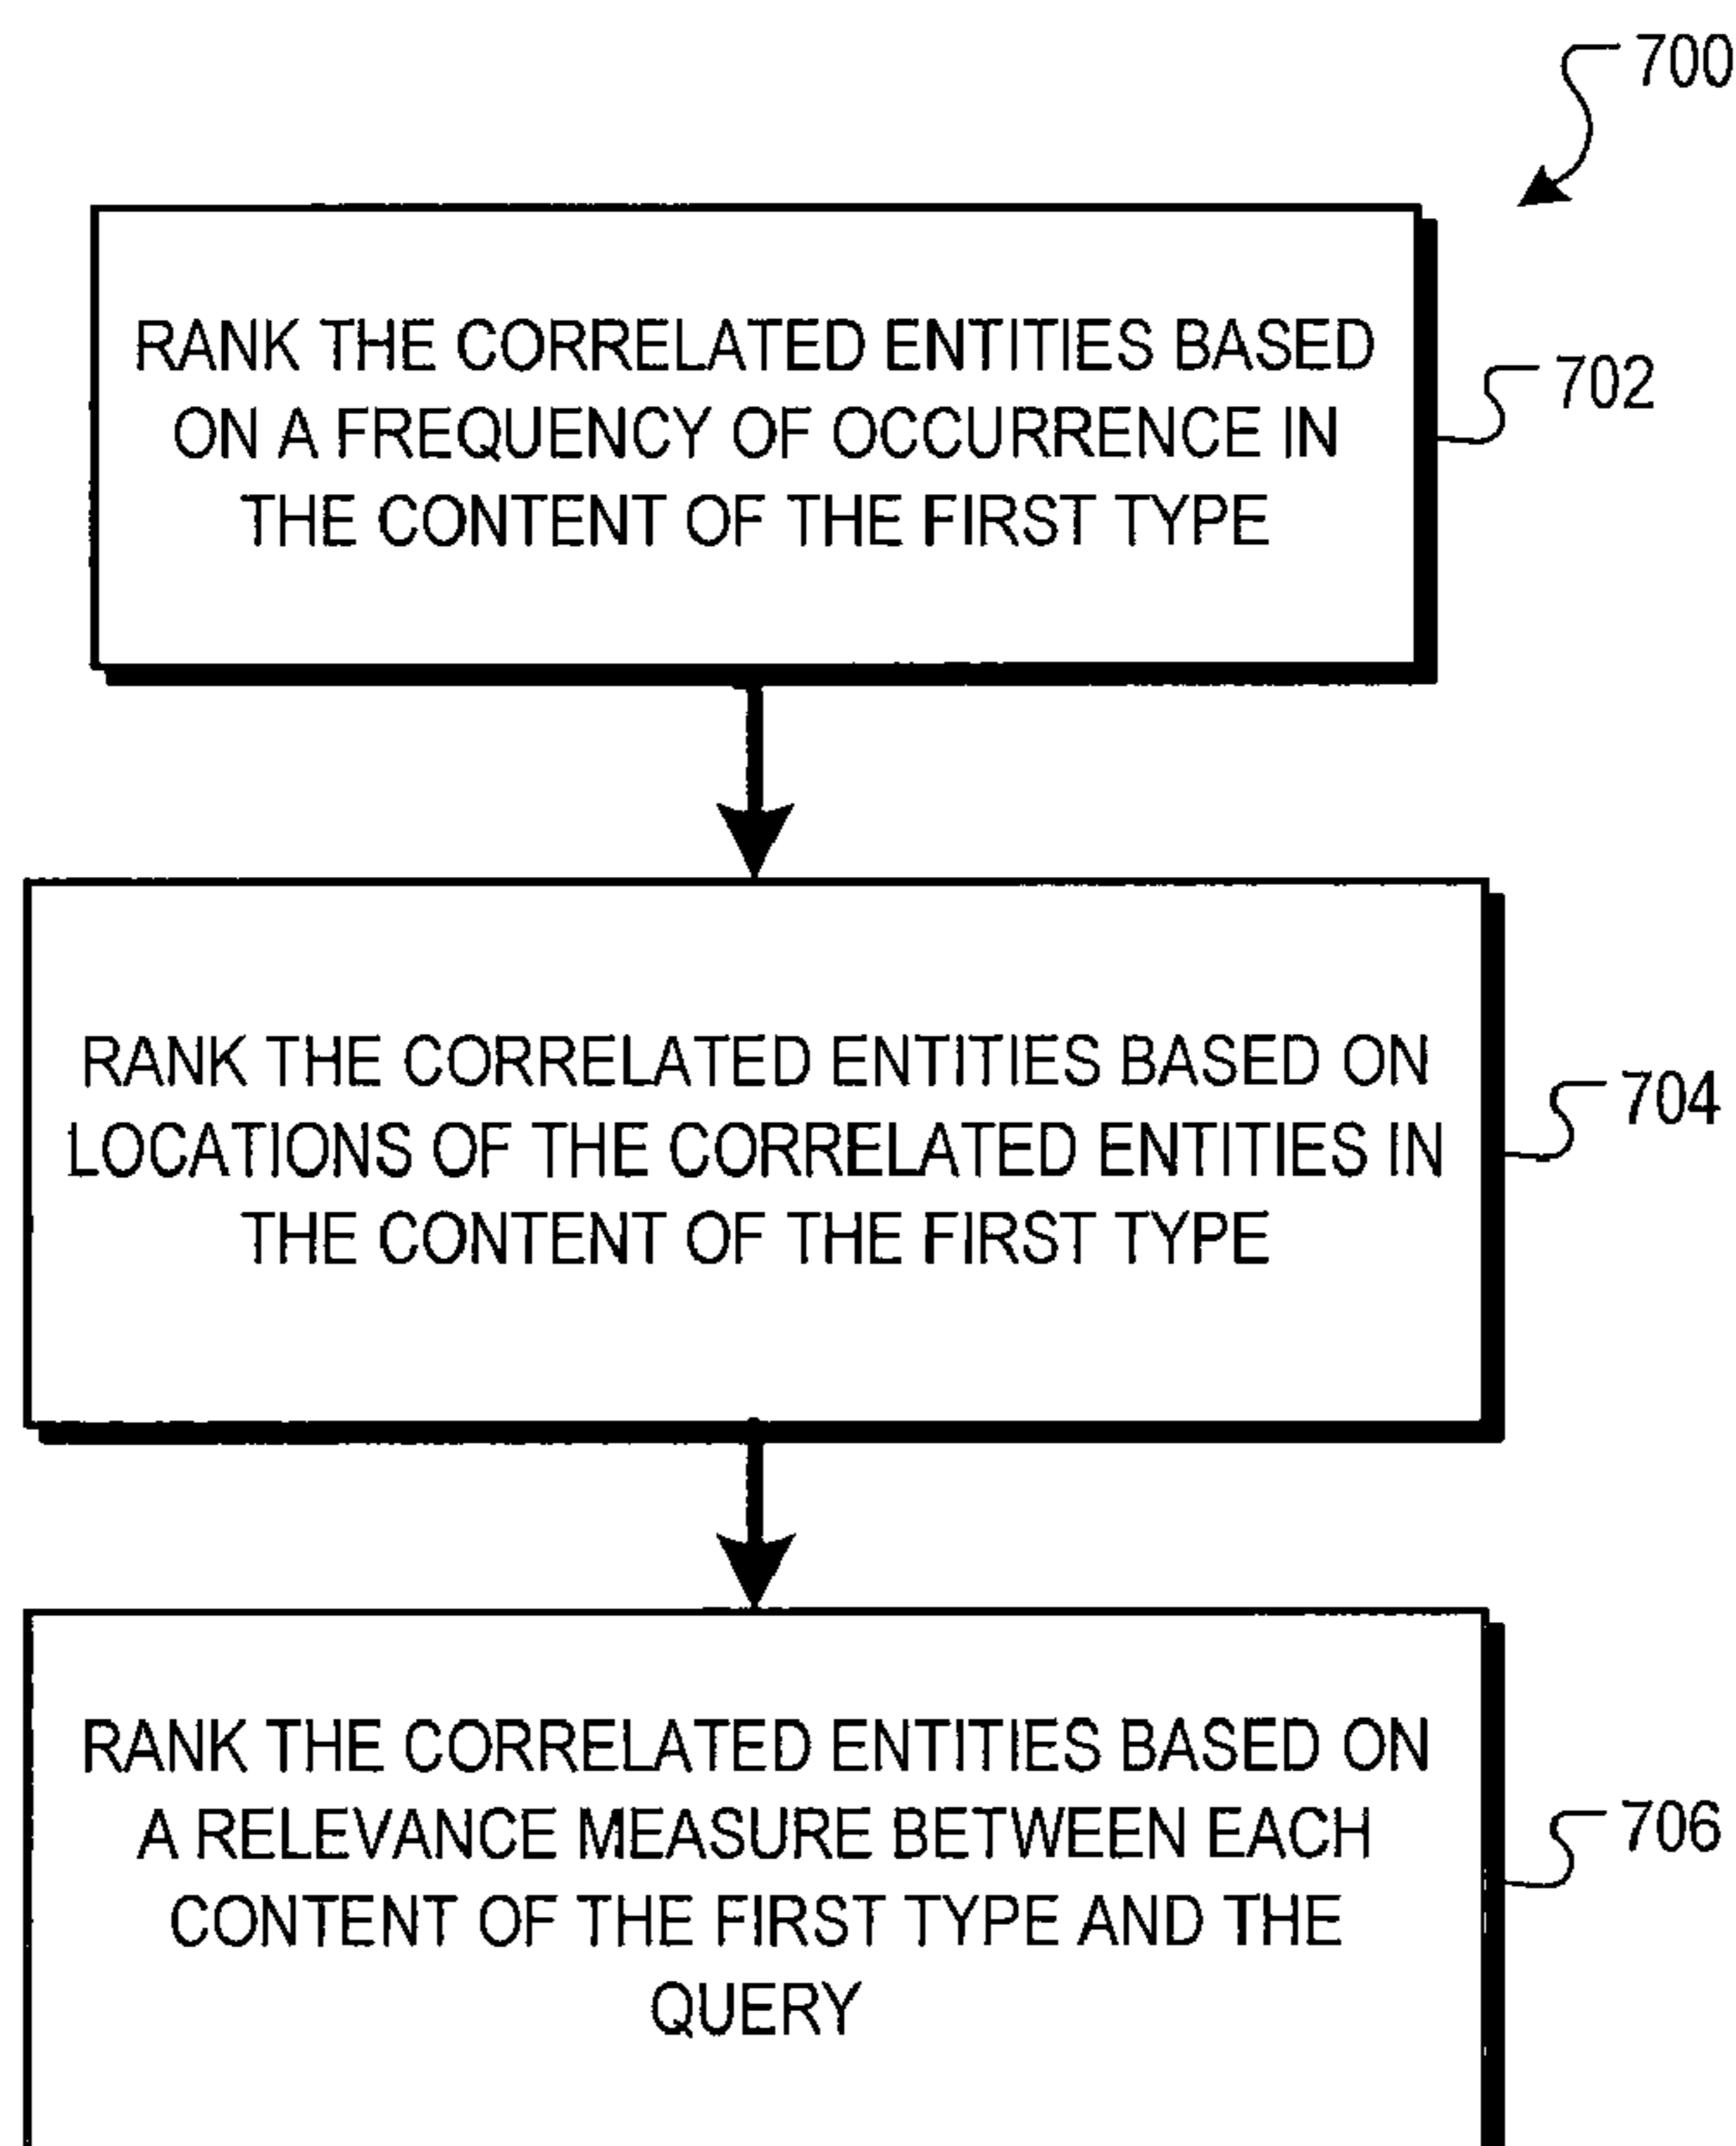 700
RANK THE CORRELATED ENTITIES BASED
ON A FREQUENCY OF OCCURRENCE IN
THE CONTENT OF THE FIRST TYPE
702
RANK THE CORRELATED ENTITIES BASED ON
LOCATIONS OF THE CORRELATED ENTITIES IN
THE CONTENT OF THE FIRST TYPE
704
RANK THE CORRELATED ENTITIES BASED ON
A RELEVANCE MEASURE BETWEEN EACH
CONTENT OF THE FIRST TYPE AND THE
QUERY
706